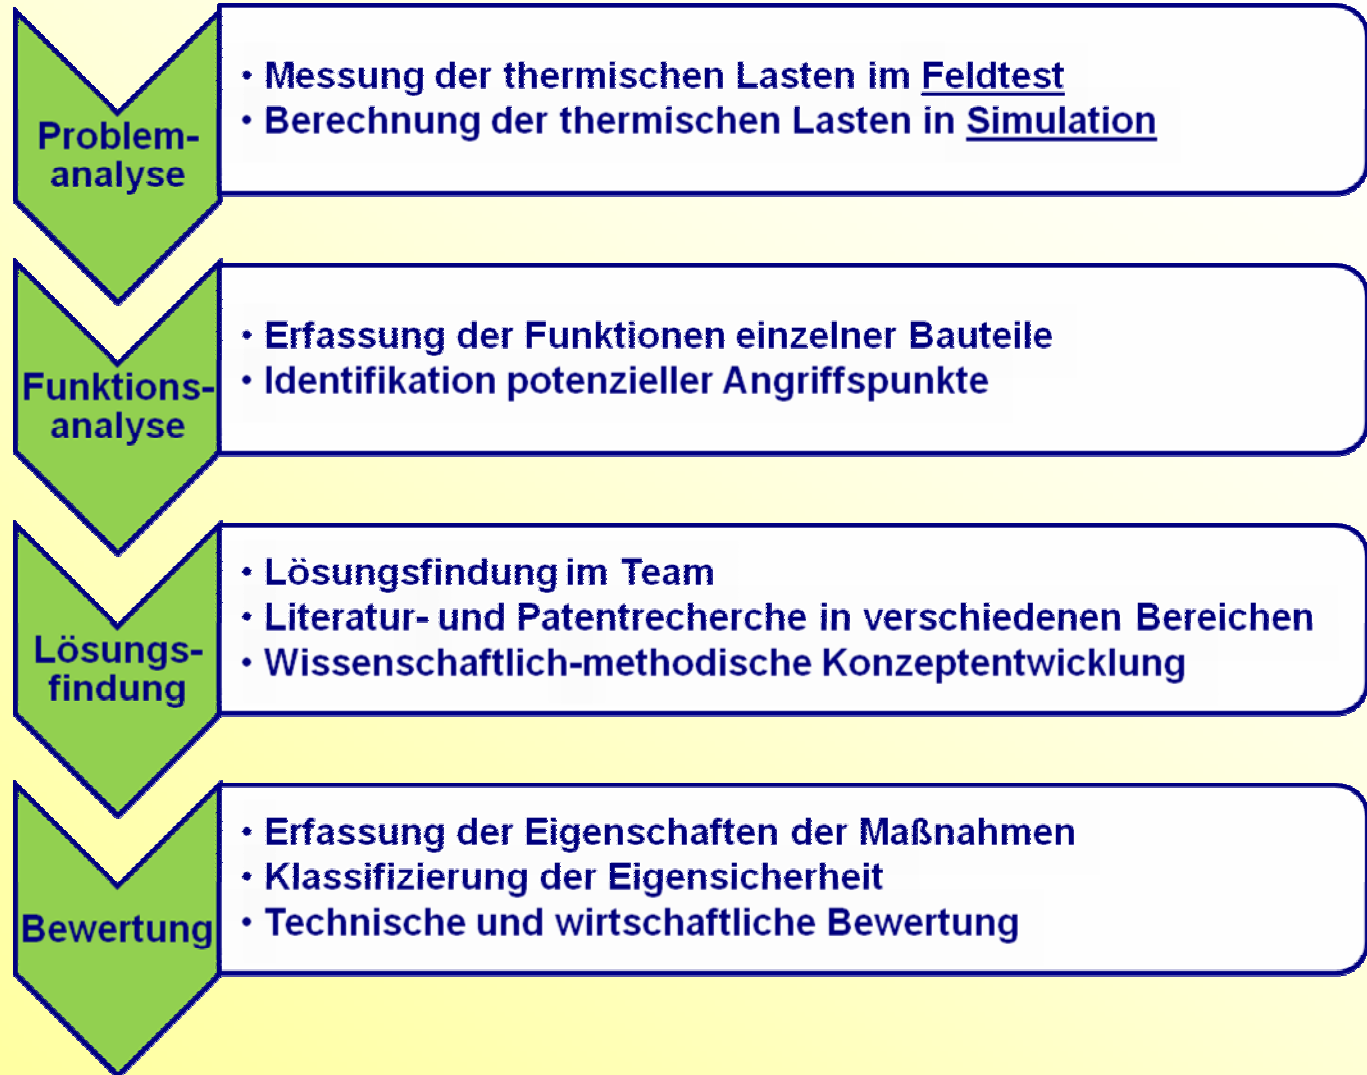 Problem-
analyse
• Messung der thermischen Lasten im Feldtest
• Berechnung der thermischen Lasten in Simulation
Funktions-
analyse
• Erfassung der Funktionen einzelner Bauteile
• Identifikation potenzieller Angriffspunkte
Lösungs-
findung
• Lösungsfindung im Team
• Literatur- und Patentrecherche in verschiedenen Bereichen
• Wissenschaftlich-methodische Konzeptentwicklung
Bewertung
• Erfassung der Eigenschaften der Maßnahmen
• Klassifizierung der Eigensicherheit
• Technische und wirtschaftliche Bewertung